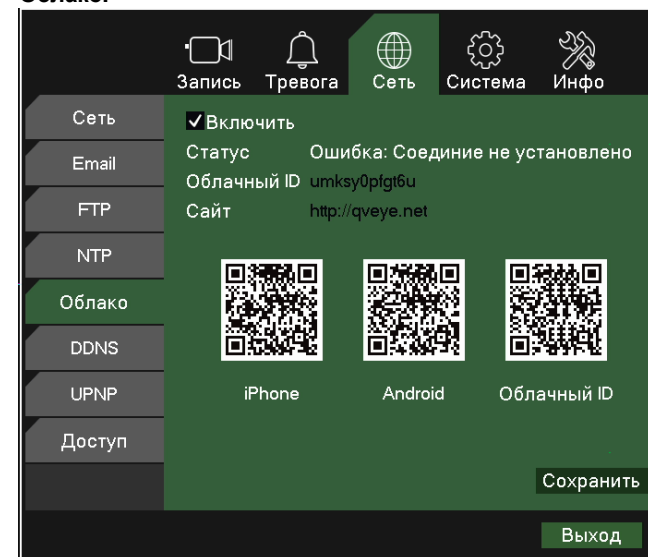 Облако.
Запись Тревога Сеть Система Инфо
Сеть
Email
FTP
NTP
Облако
DDNS
UPNP
Доступ
Включить
Статус Ошибка: Соединие не установлено
Облачный ID umksy0pfgt6u
Сайт http://qveye.net
iPhone Android Облачный ID
Сохранить
Выход